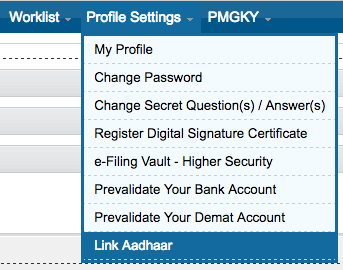 Worklist Profile Settings PMGKY
My Profile
Change Password
Change Secret Question(s) / Answer(s)
Register Digital Signature Certificate
e-Filing Vault - Higher Security
Prevalidate Your Bank Account
Prevalidate Your Demat Account
Link Aadhaar